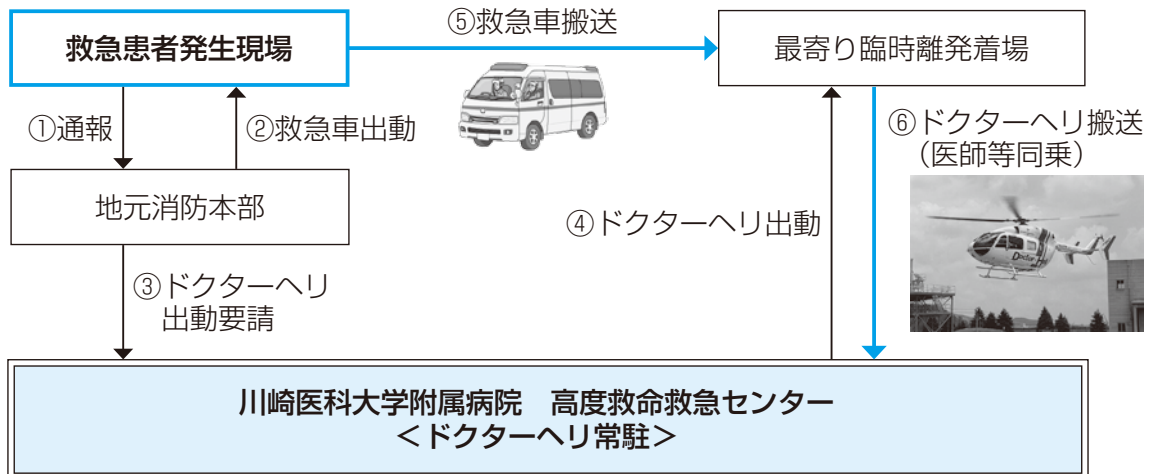 ⑤救急車搬送
救急患者発生現場
最寄り臨時離発着場
①通報
②救急車出動
⑥ドクターヘリ搬送
（医師等同乗）
地元消防本部
④ドクターヘリ出動
Doctor
③ドクターヘリ
出動要請
川崎医科大学附属病院　高度救命救急センター
＜ドクターヘリ常駐＞